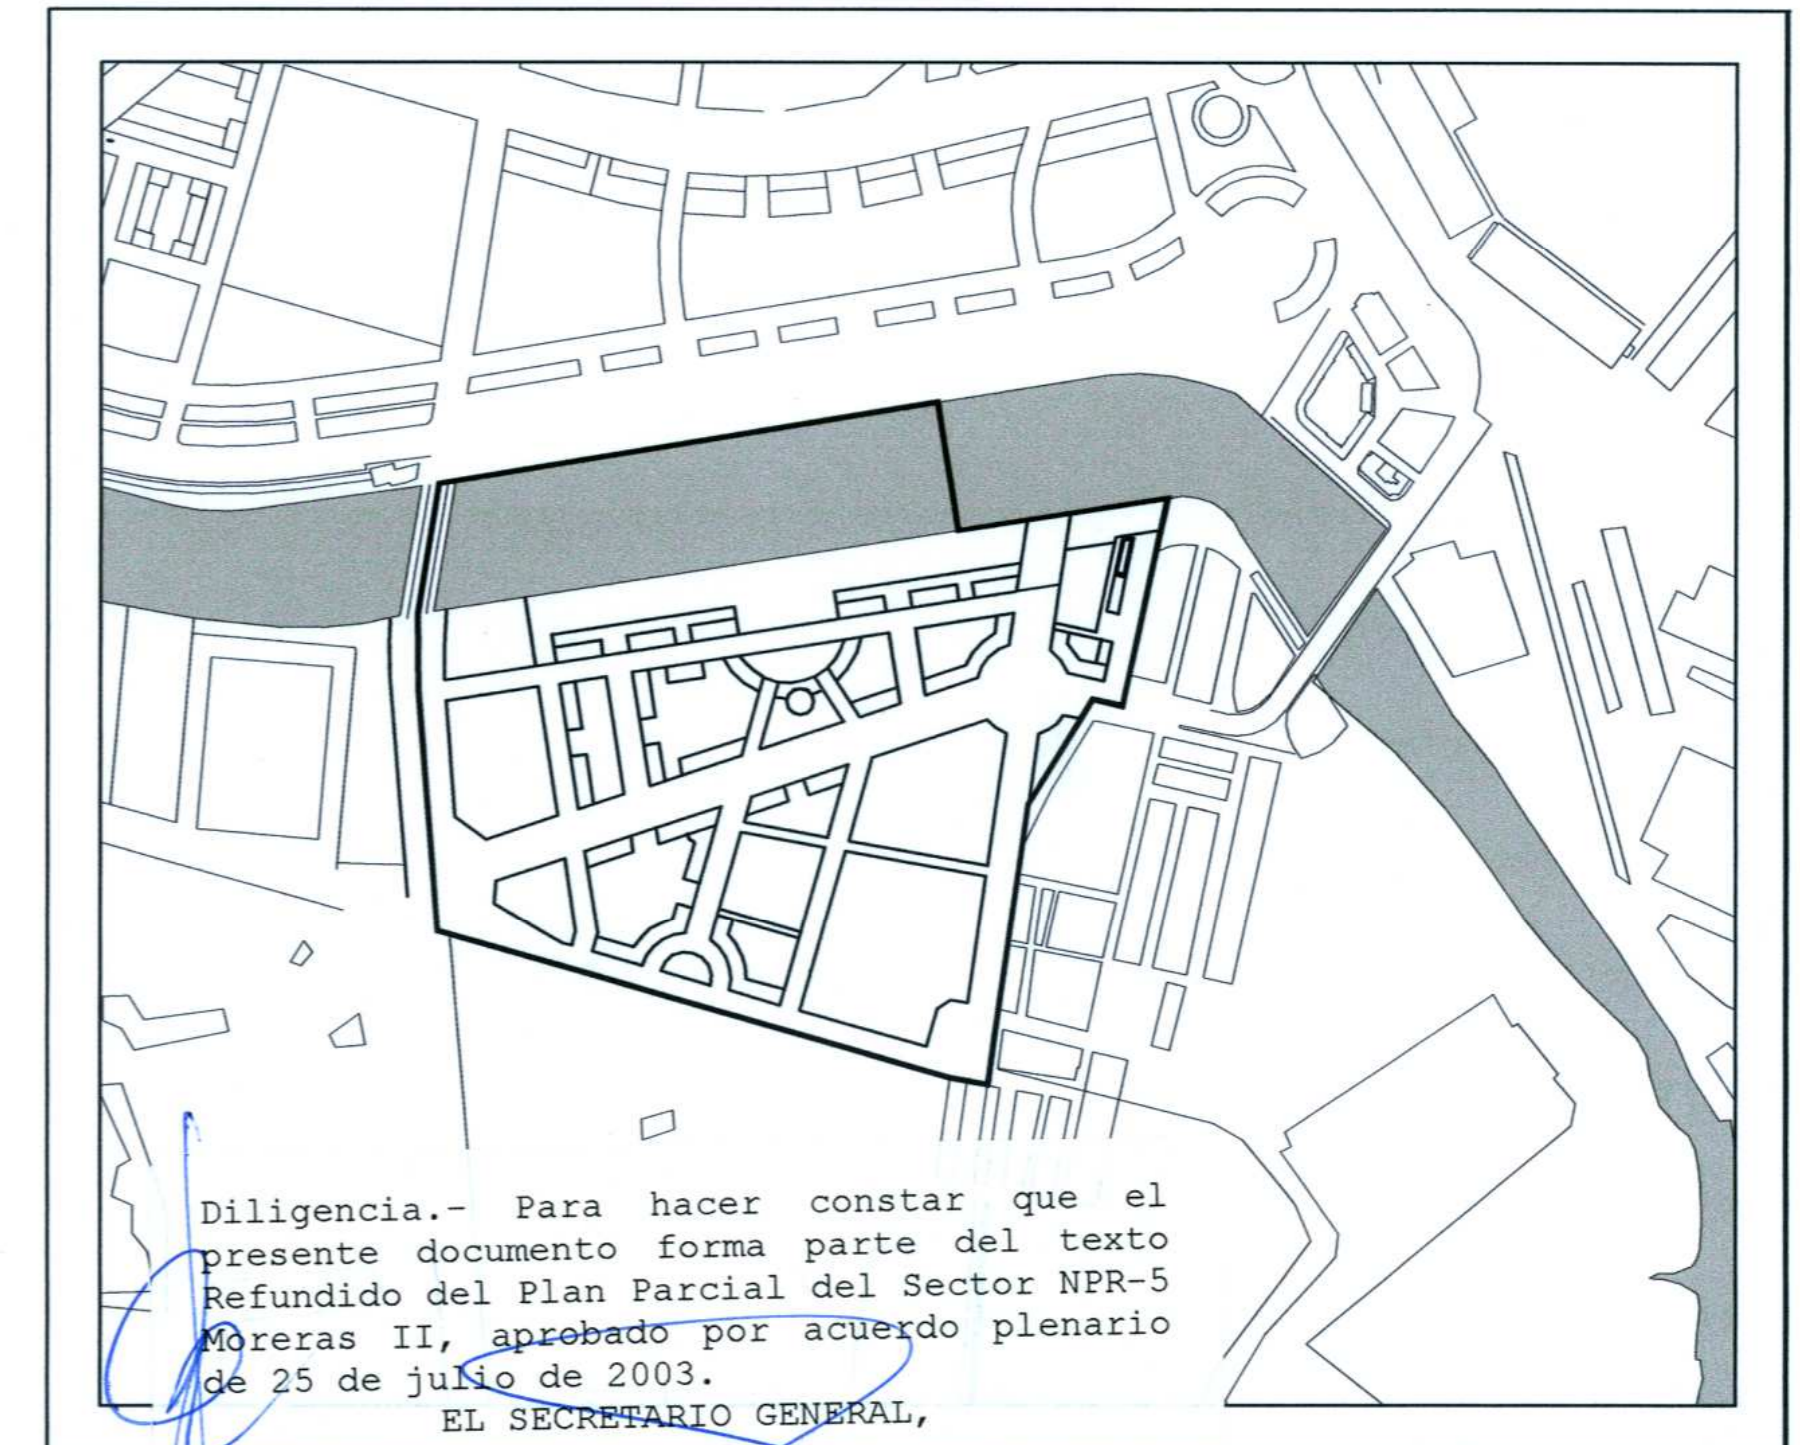 Diligencia.- Para hacer constar que el
presente documento forma parte del texto
Refundido del Plan Parcial del Sector NPR-5
Moreras II, aprobado por acuerdo plenario
de 25 de julio de 2003.
EL SECRETARIO GENERAL,